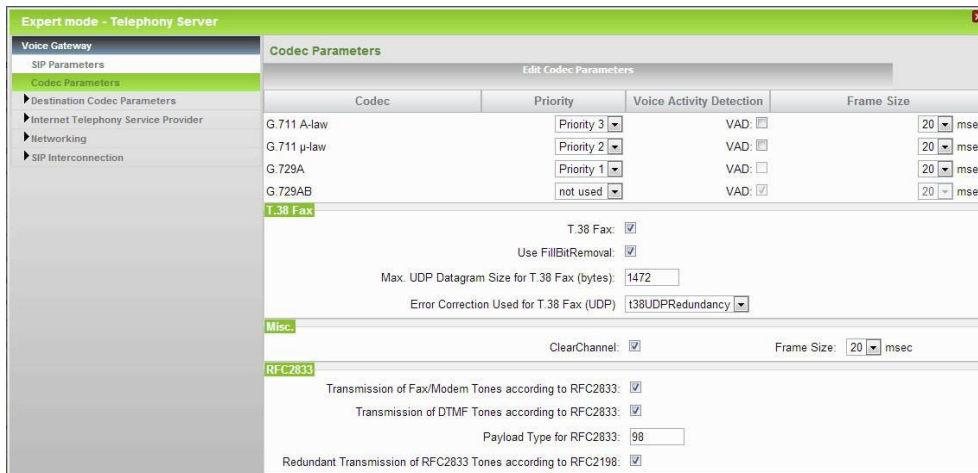 Expert mode - Telephony Server
Voice Gateway
SIP Parameters
Codec Parameters
Destination Codec Parameters
Internet Telephony Service Provider
Networking
SIP Interconnection
Codec Parameters
Edit Codec Parameters
Codec Priority Voice Activity Detection Frame Size
G.711 A-law Priority 3 VAD: 20 mse
G.711 µ-law Priority 2 VAD: 20 mse
G.729A Priority 1 VAD: 20 mse
G.729AB not used VAD: 20 mse
T.38 Fax
T.38 Fax:
Use FillBitRemoval:
Max. UDP Datagram Size for T.38 Fax (bytes): 1472
Error Correction Used for T.38 Fax (UDP) t38UDPRedundancy
Misc.
ClearChannel: Frame Size: 20 msec
RFC2833
Transmission of Fax/Modem Tones according to RFC2833:
Transmission of DTMF Tones according to RFC2833:
Payload Type for RFC2833: 98
Redundant Transmission of RFC2833 Tones according to RFC2198: